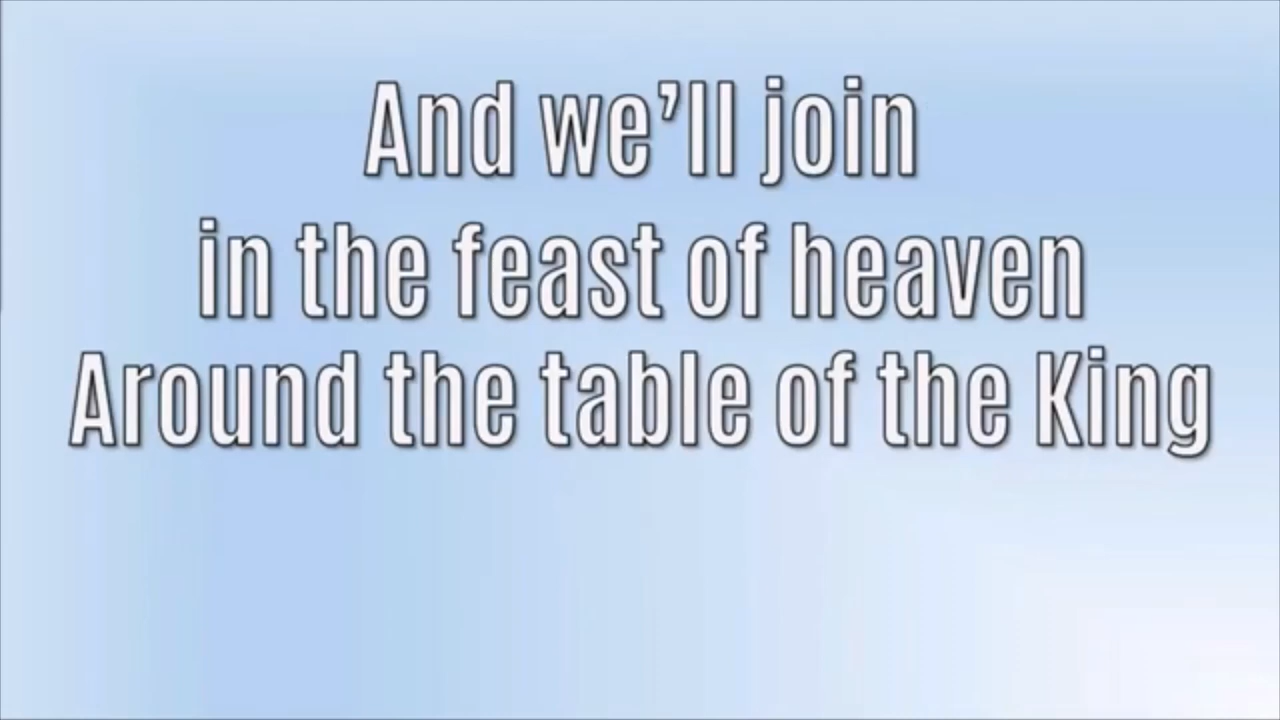 And we’ll join
in the feast of heaven
Around the table of the King